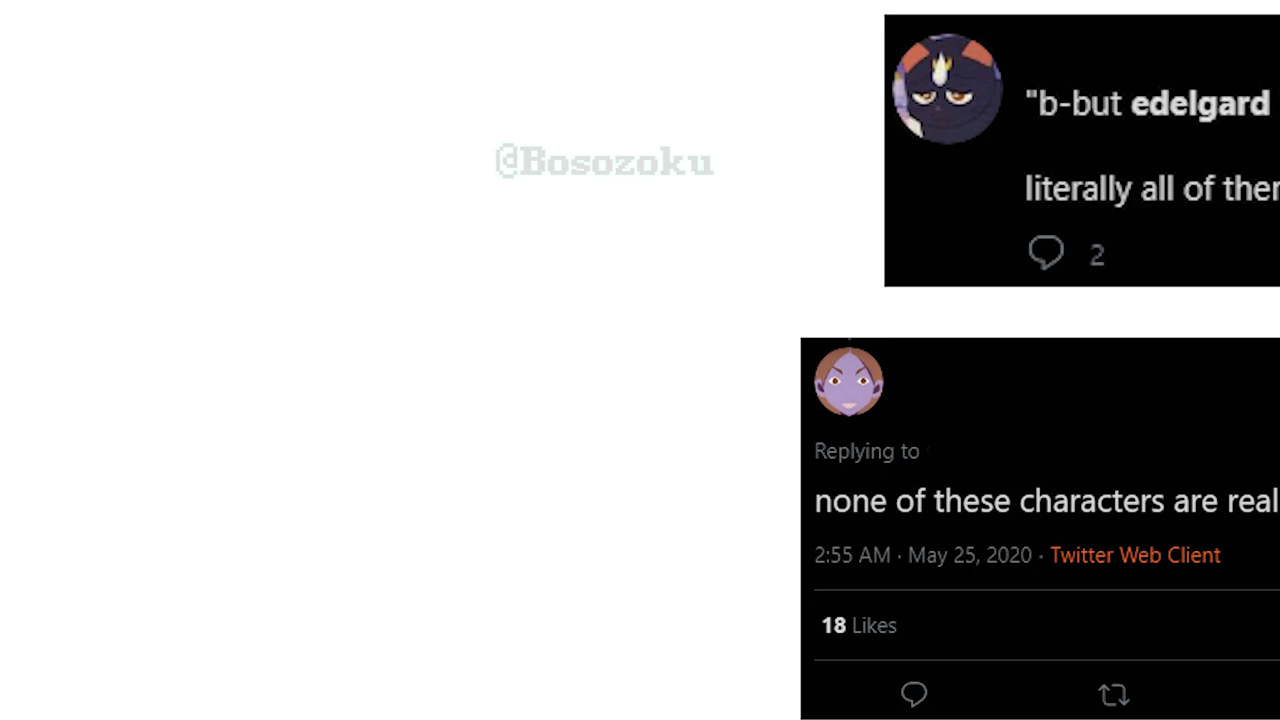 @Bosozoku
"b-but edelgard
literally all of
2
Replying to
none of these characters are real
2:55 AM · May 25, 2020 · Twitter Web Client
18 Likes